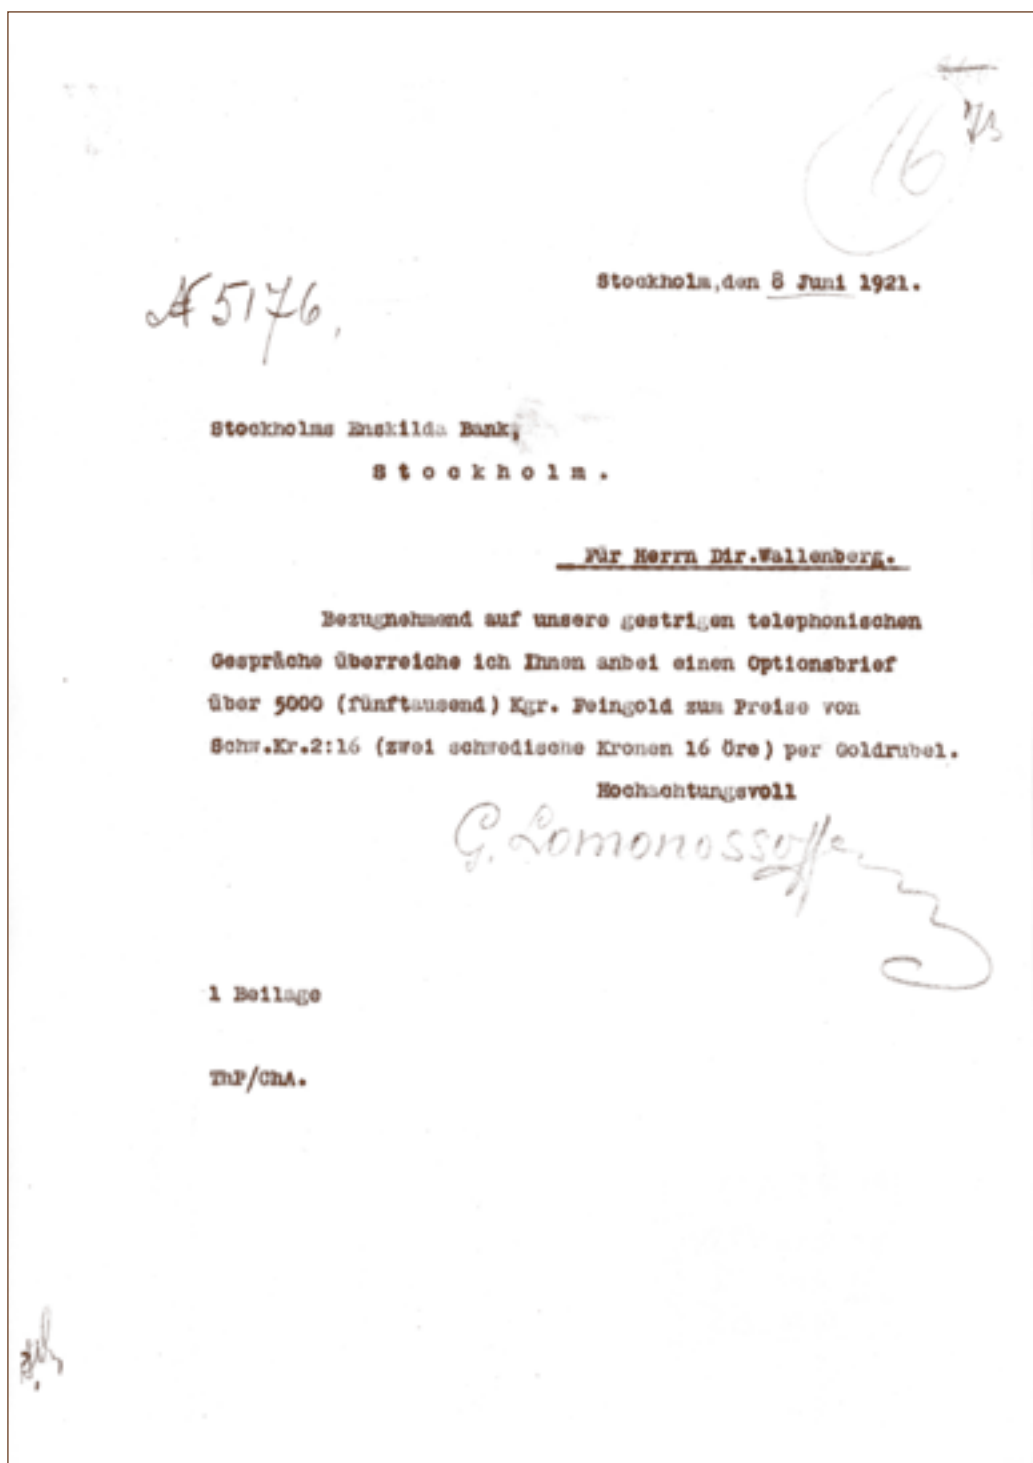 16
73
Stockholm,den 8 Juni 1921.
№ 5176.
Stockholms Enskilda Bank,
Stockholm.
Für Herrn Dir.Wallenberg.
Bezugnehmend auf unsere gestrigen telephonischen
Gespräche überreiche ich Ihnen anbei einen Optionsbrief
über 5000 (fünftausend) Kgr. Feingold zum Preise von
Schw.Kr.2:16 (zwei schwedische Kronen 16 Öre) per Goldrubel.
Hochachtungsvoll
G. Lomonossoff
1 Beilage
ThP/ChA.